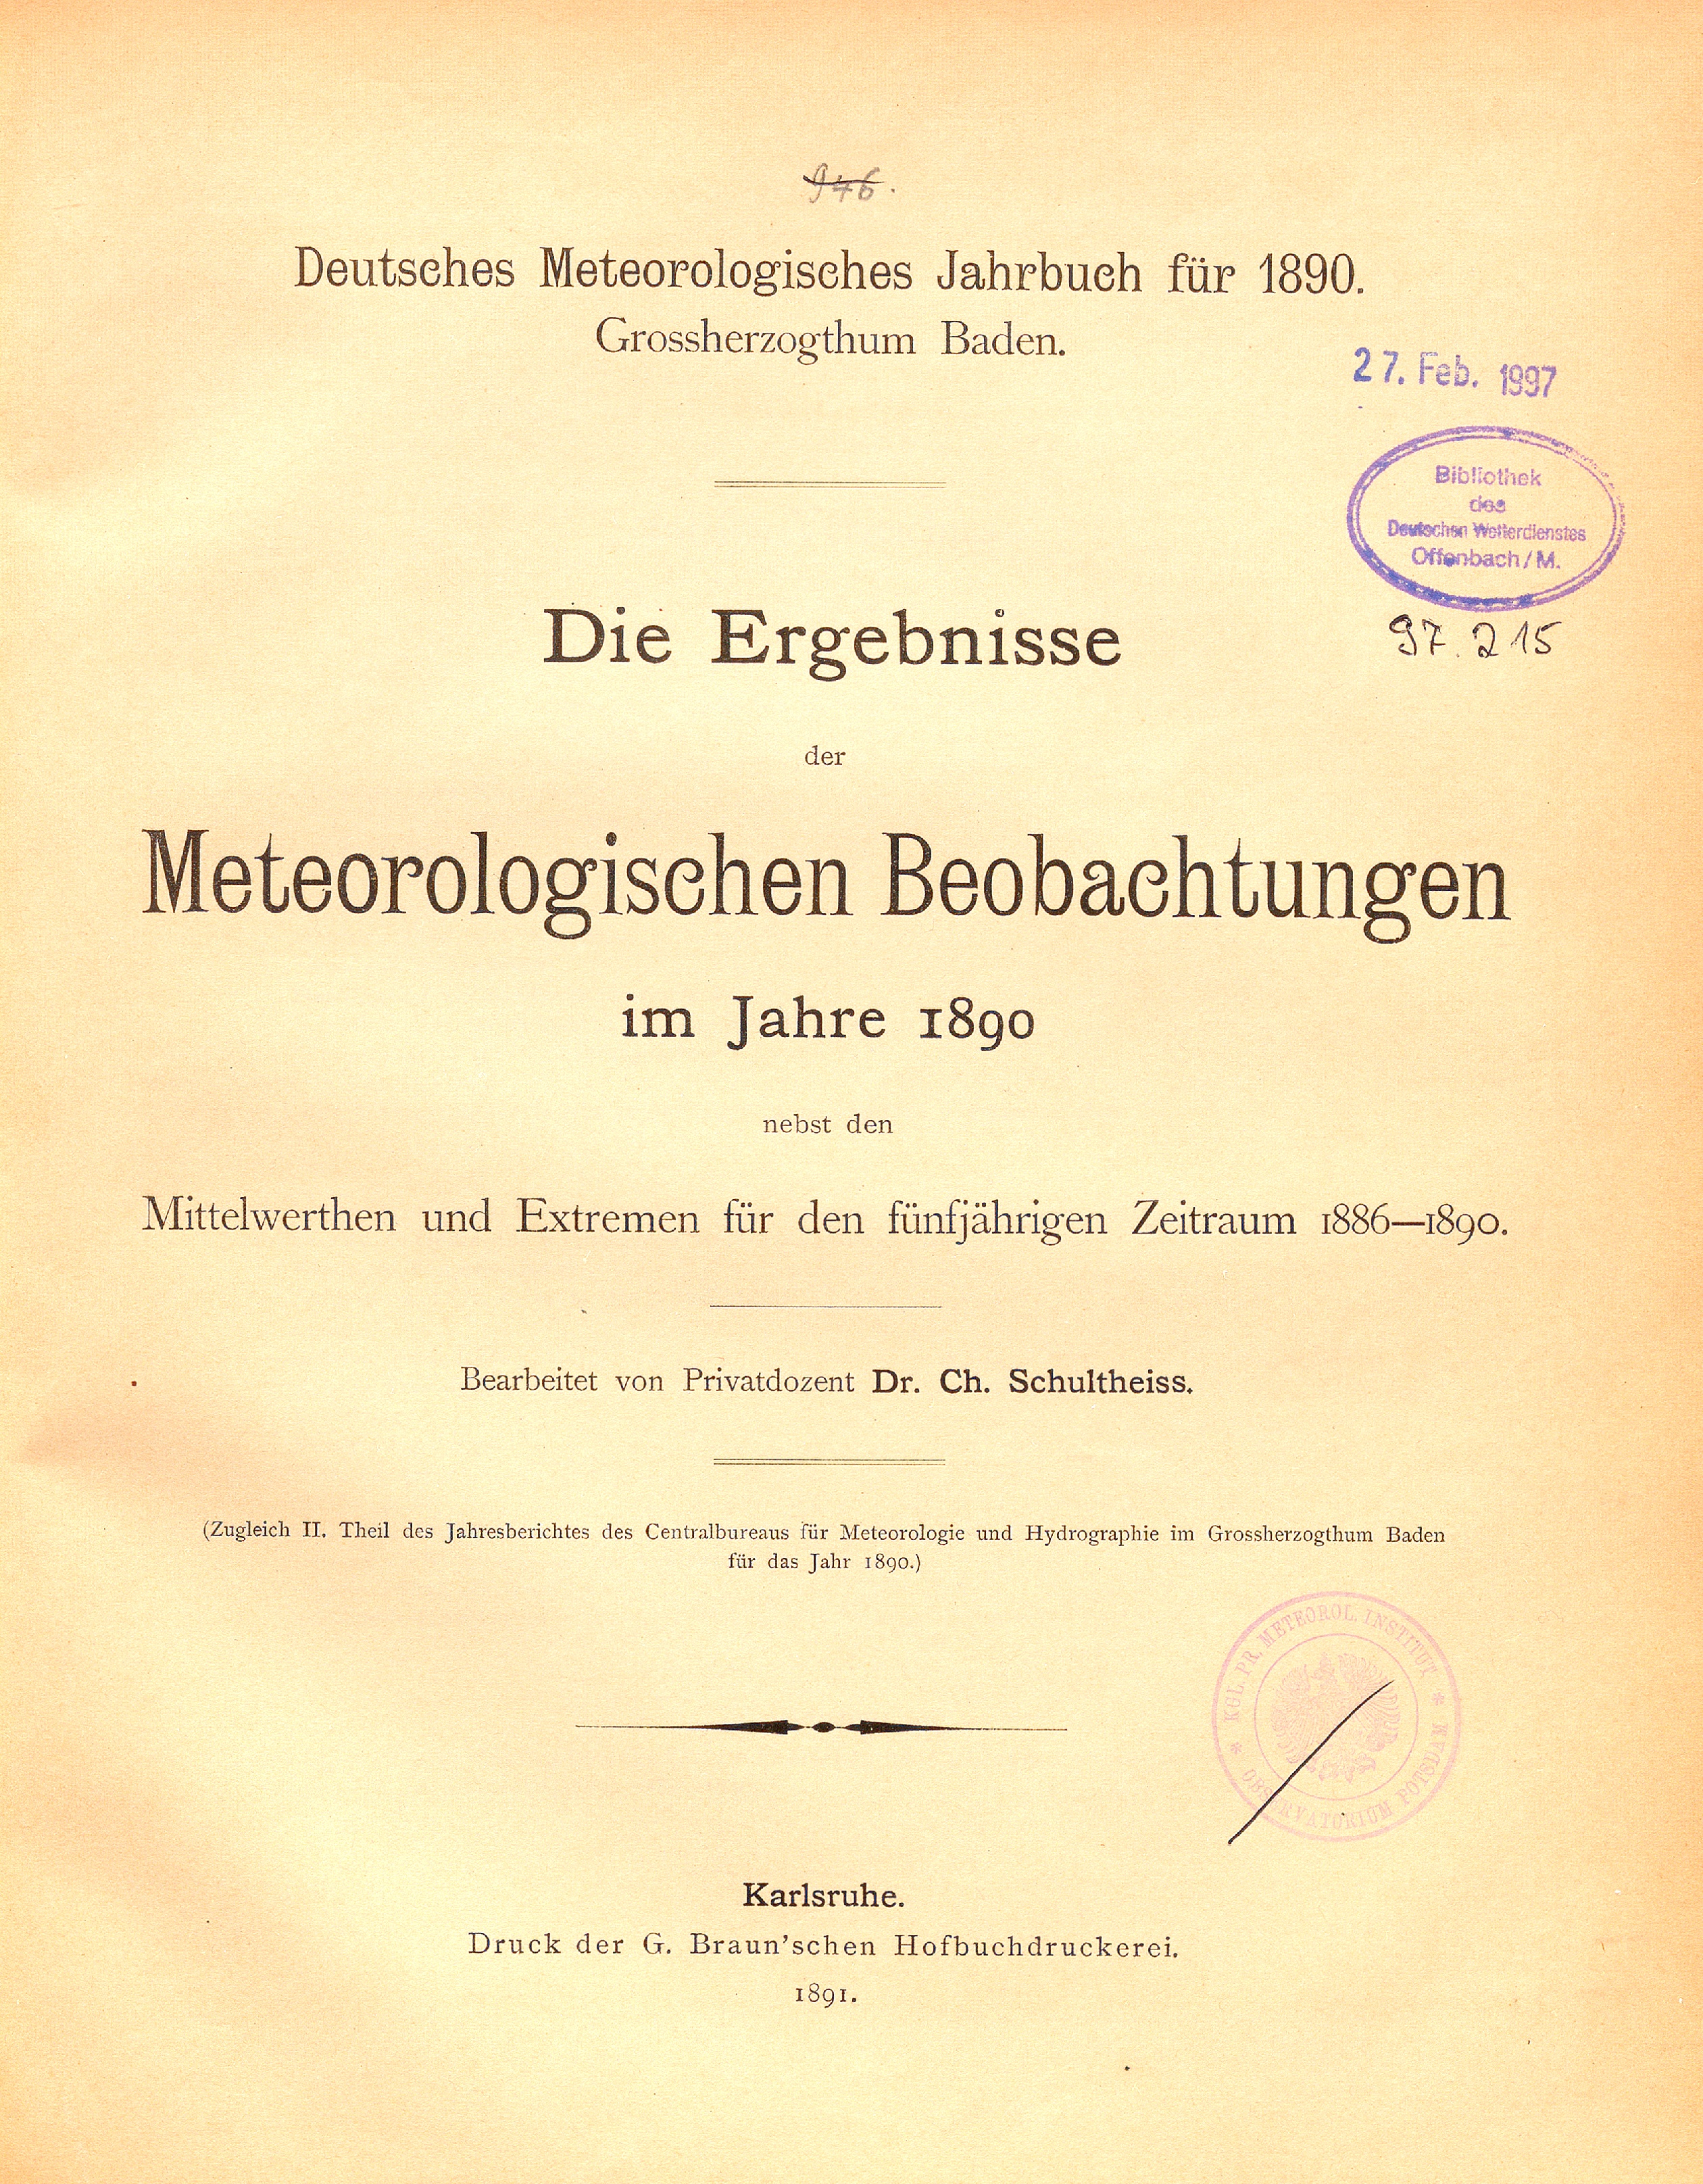 946.
Deutsches Meteorologisches Jahrbuch für 1890.
Grossherzogthum Baden.
27. Feb. 1997
Bibliothek
des
Deutschen Wetterdienstes
Offenbach/M.
97.215
Die Ergebnisse
der
Meteorologischen Beobachtungen
im Jahre 1890
nebst den
Mittelwerthen und Extremen für den fünfjährigen Zeitraum 1886—1890.
Bearbeitet von Privatdozent Dr. Ch. Schultheiss.
(Zugleich II. Theil des Jahresberichtes des Centralbureaus für Meteorologie und Hydrographie im Grossherzogthum Baden
für das Jahr 1890.)
KGL. PR. METEOROL. INSTITUT
* OBSERVATORIUM POTSDAM *
Karlsruhe.
Druck der G. Braun'schen Hofbuchdruckerei.
1891.